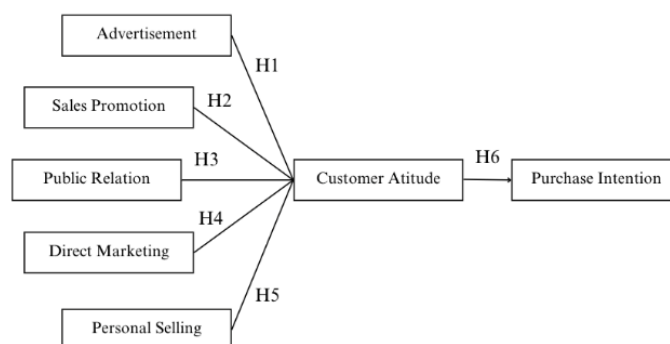 Advertisement
H1
Sales Promotion
H2
Public Relation
H3
Customer Atitude
H6
Purchase Intention
H4
Direct Marketing
H5
Personal Selling